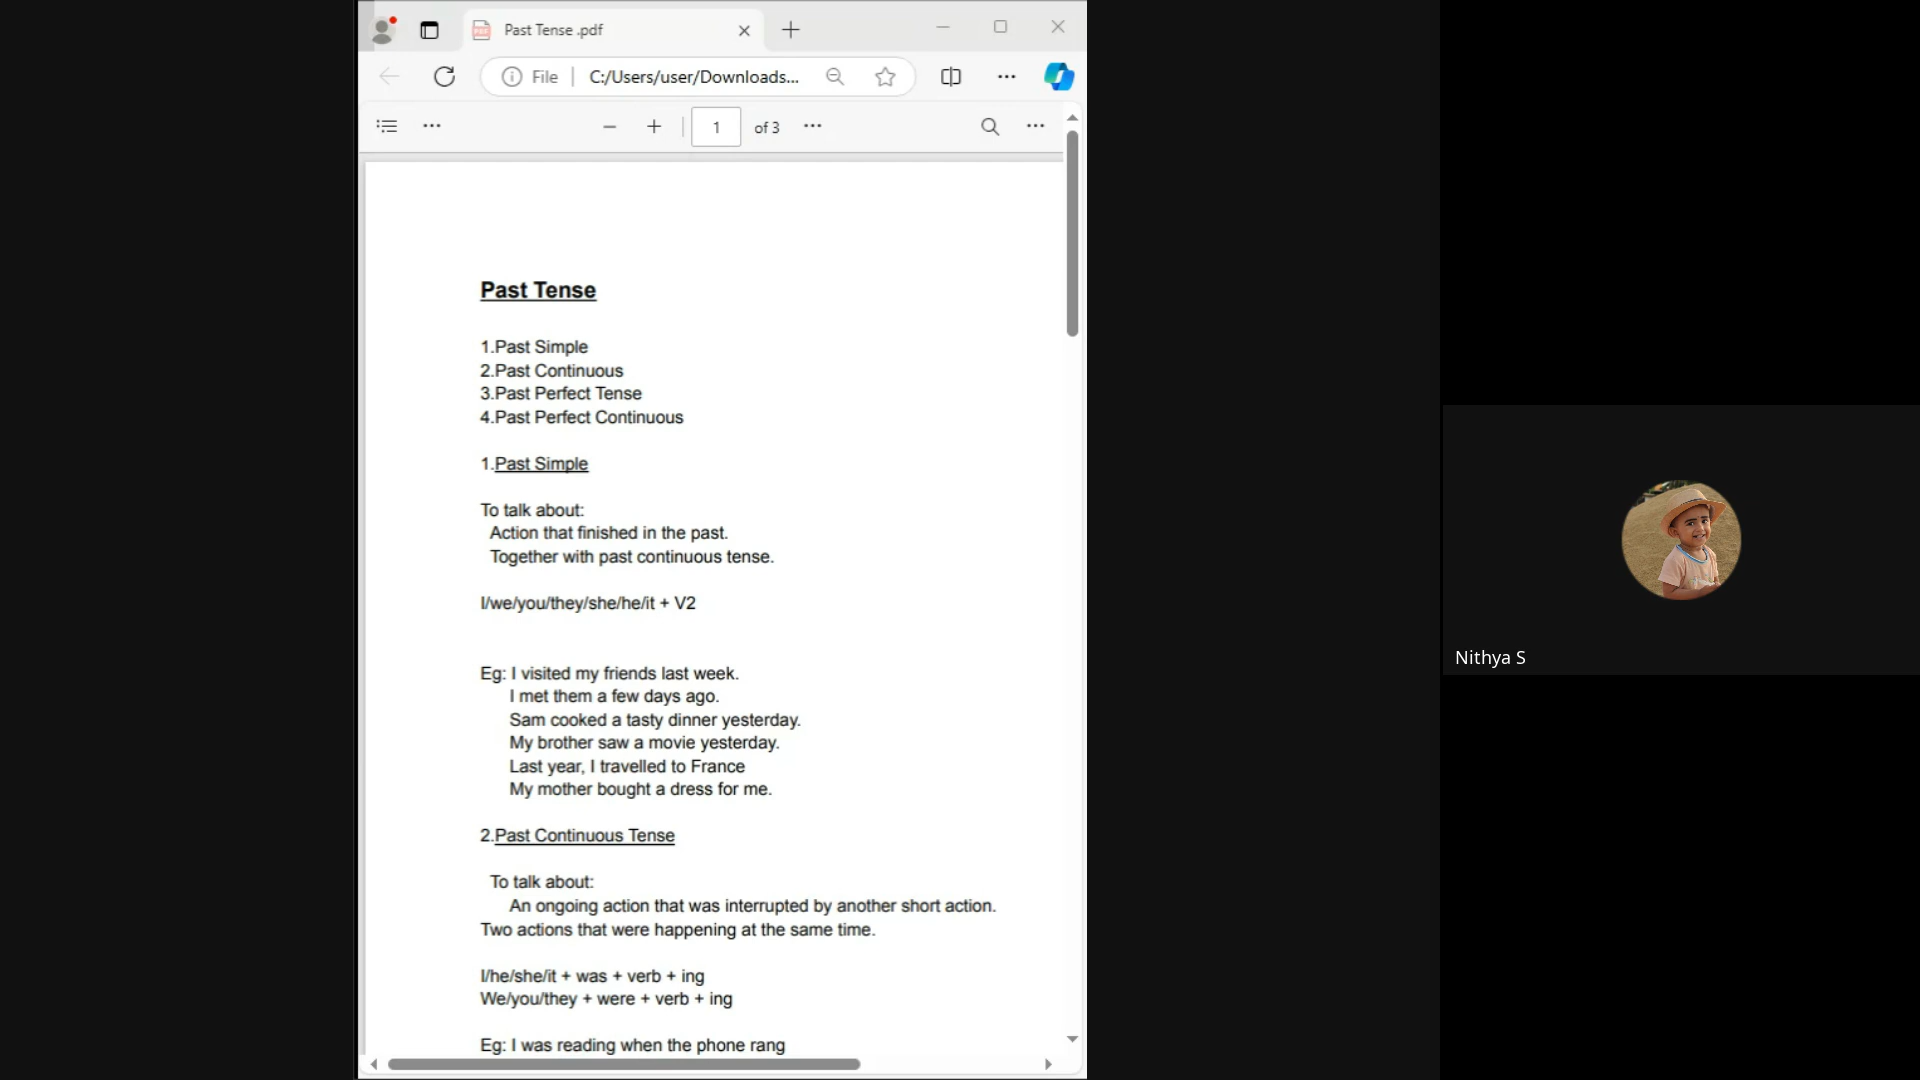 Past Tense .pdf
File
C:/Users/user/Downloads...
1 of 3
Past Tense
1.Past Simple
2.Past Continuous
3.Past Perfect Tense
4.Past Perfect Continuous
1.Past Simple
To talk about:
Action that finished in the past.
Together with past continuous tense.
I/we/you/they/she/he/it + V2
Eg: I visited my friends last week.
I met them a few days ago.
Sam cooked a tasty dinner yesterday.
My brother saw a movie yesterday.
Last year, I travelled to France
My mother bought a dress for me.
2.Past Continuous Tense
To talk about:
An ongoing action that was interrupted by another short action.
Two actions that were happening at the same time.
I/he/she/it + was + verb + ing
We/you/they + were + verb + ing
Eg: I was reading when the phone rang
Nithya S